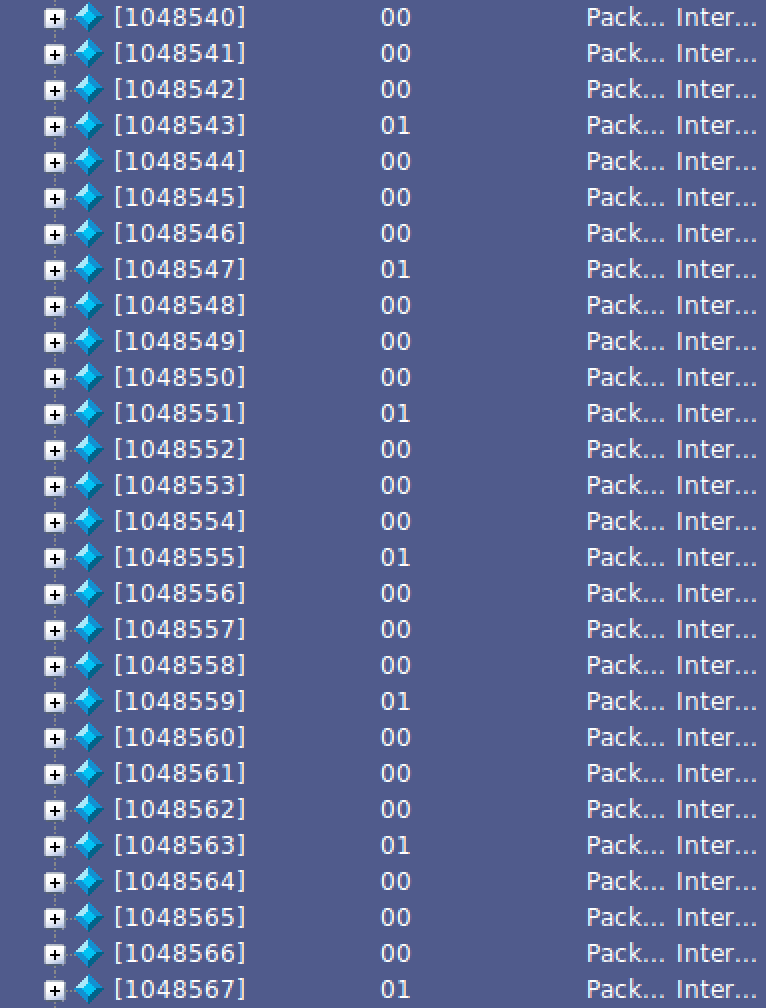 [1048540] 00 Pack... Inter...
[1048541] 00 Pack... Inter...
[1048542] 00 Pack... Inter...
[1048543] 01 Pack... Inter...
[1048544] 00 Pack... Inter...
[1048545] 00 Pack... Inter...
[1048546] 00 Pack... Inter...
[1048547] 01 Pack... Inter...
[1048548] 00 Pack... Inter...
[1048549] 00 Pack... Inter...
[1048550] 00 Pack... Inter...
[1048551] 01 Pack... Inter...
[1048552] 00 Pack... Inter...
[1048553] 00 Pack... Inter...
[1048554] 00 Pack... Inter...
[1048555] 01 Pack... Inter...
[1048556] 00 Pack... Inter...
[1048557] 00 Pack... Inter...
[1048558] 00 Pack... Inter...
[1048559] 01 Pack... Inter...
[1048560] 00 Pack... Inter...
[1048561] 00 Pack... Inter...
[1048562] 00 Pack... Inter...
[1048563] 01 Pack... Inter...
[1048564] 00 Pack... Inter...
[1048565] 00 Pack... Inter...
[1048566] 00 Pack... Inter...
[1048567] 01 Pack... Inter...